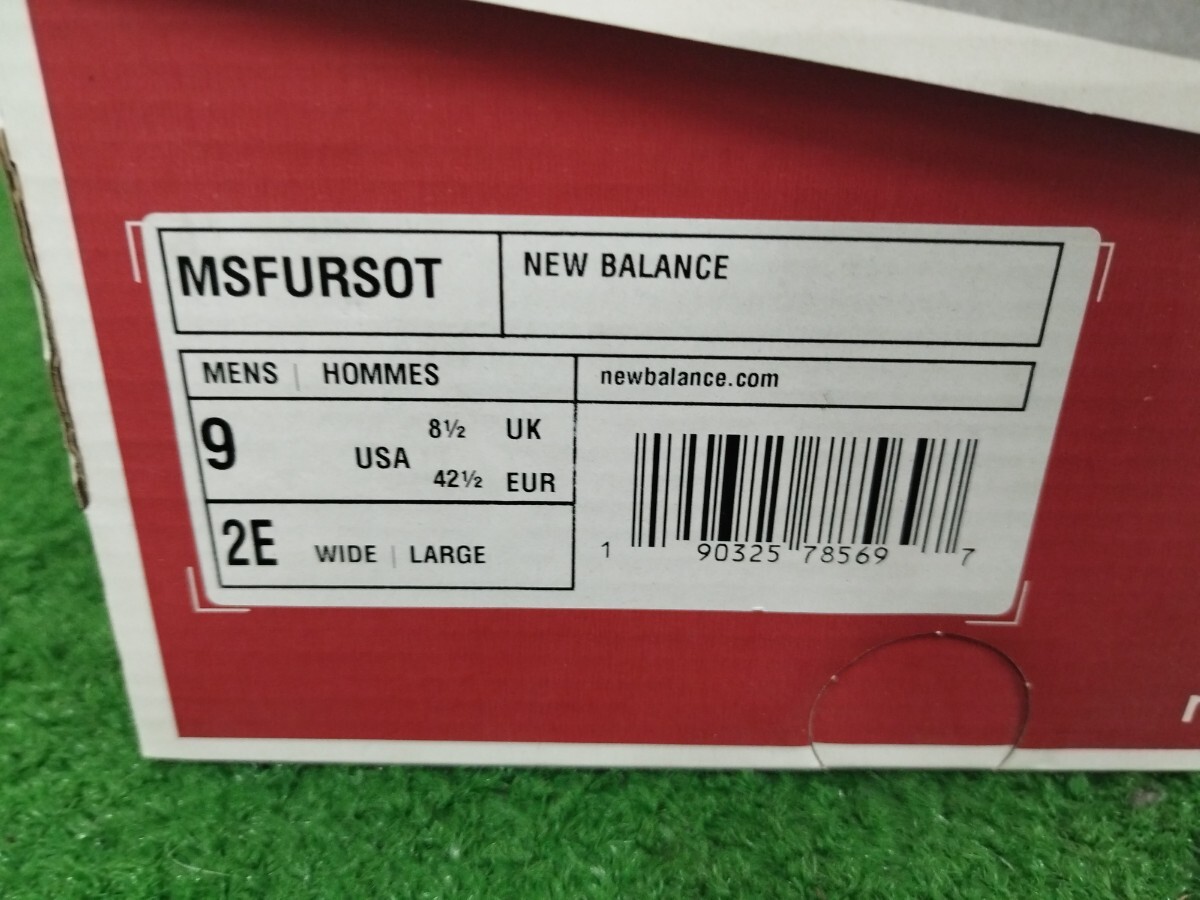 MSFURSOT
NEW BALANCE
MENS | HOMMES
newbalance.com
9 USA
8½ UK
42½ EUR
2E WIDE | LARGE
1 90325 78569 7